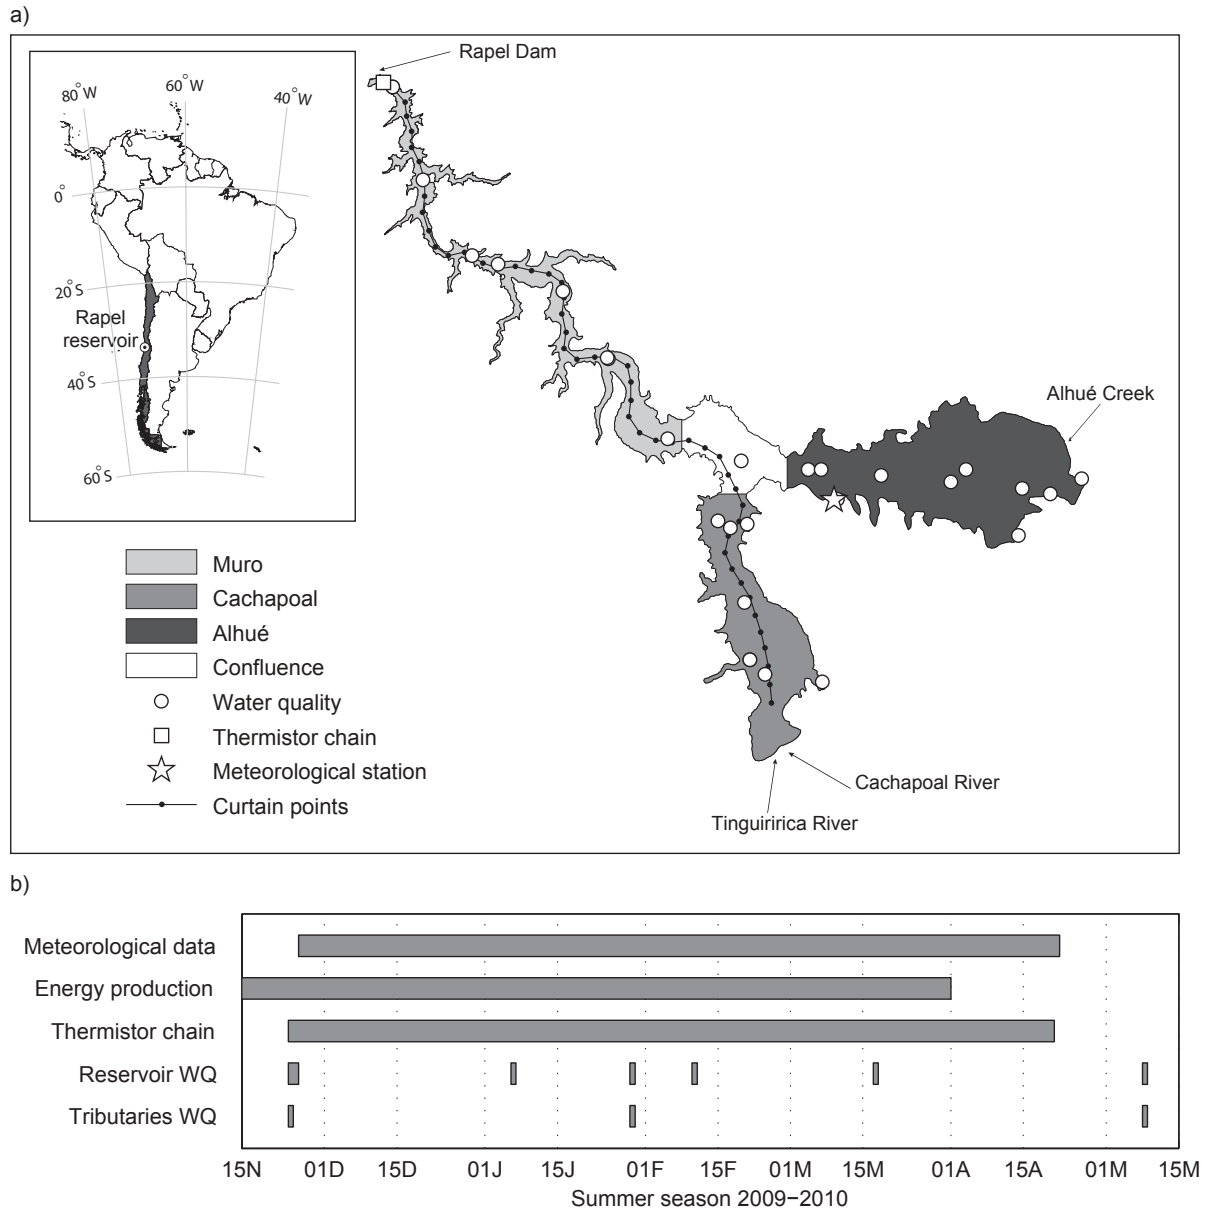 a)
Rapel Dam
80°W
60°W
40°W
0°
20°S
Rapel
reservoir
40°S
60°S
Alhué Creek
Muro
Cachapoal
Alhué
Confluence
Water quality
Thermistor chain
Meteorological station
Curtain points
Cachapoal River
Tinguiririca River
b)
Meteorological data
Energy production
Thermistor chain
Reservoir WQ
Tributaries WQ
15N 01D 15D 01J 15J 01F 15F 01M 15M 01A 15A 01M 15M
Summer season 2009−2010